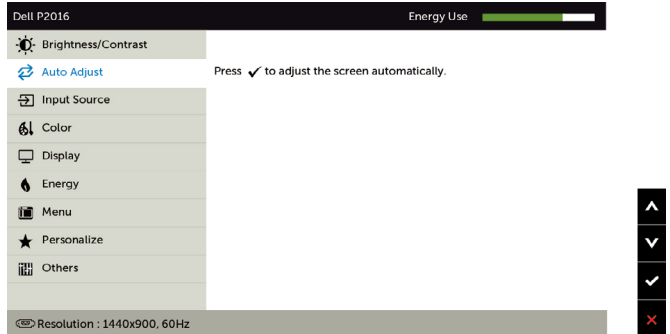 Dell P2016 Energy Use
Brightness/Contrast
Auto Adjust
Press ✓ to adjust the screen automatically.
Input Source
Color
Display
Energy
Menu
Personalize
Others
Resolution : 1440x900, 60Hz